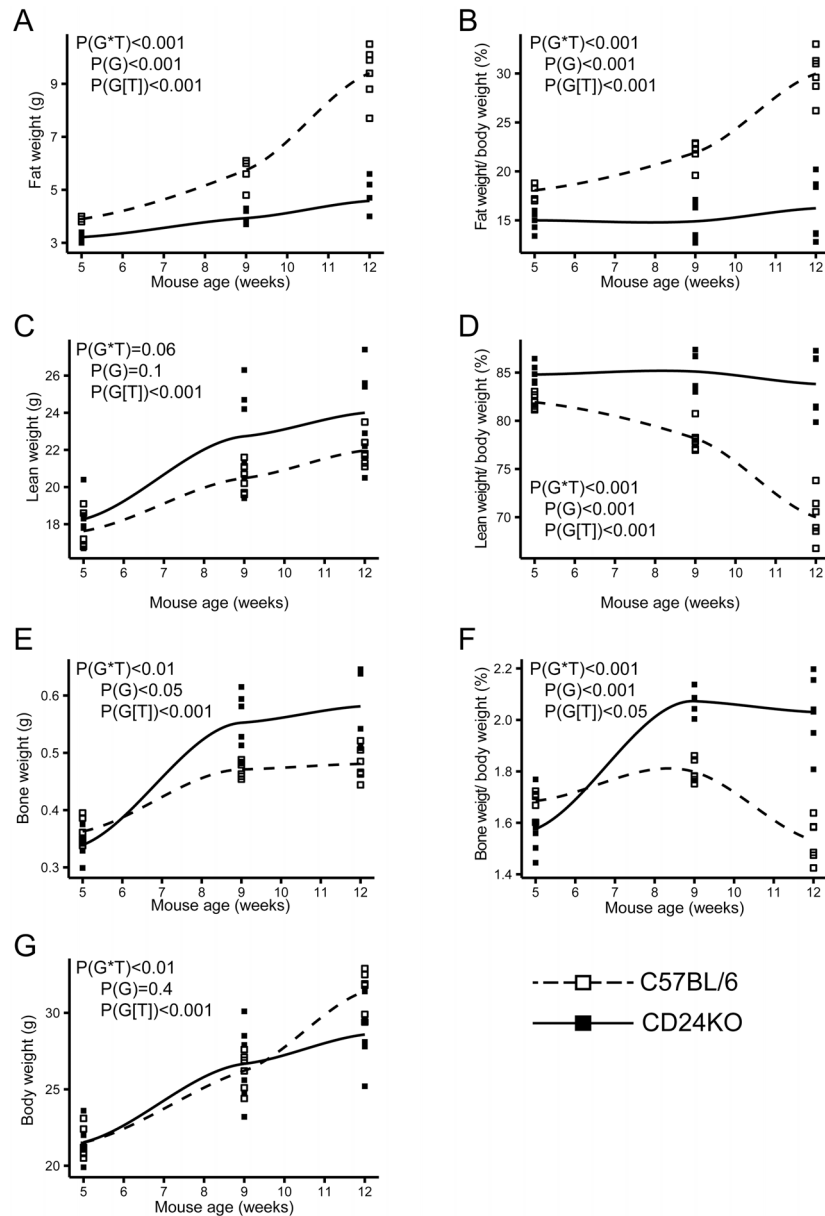 A
P(G*T)<0.001
P(G)<0.001
P(G[T])<0.001
Fat weight (g)
9
7
5
3
5 6 7 8 9 10 11 12
Mouse age (weeks)
B
P(G*T)<0.001
P(G)<0.001
P(G[T])<0.001
Fat weight/ body weight (%)
30
25
20
15
5 6 7 8 9 10 11 12
Mouse age (weeks)
C
P(G*T)=0.06
P(G)=0.1
P(G[T])<0.001
Lean weight (g)
26
24
22
20
18
5 6 7 8 9 10 11 12
Mouse age (weeks)
D
P(G*T)<0.001
P(G)<0.001
P(G[T])<0.001
Lean weight/ body weight (%)
85
80
75
70
5 6 7 8 9 10 11 12
Mouse age (weeks)
E
P(G*T)<0.01
P(G)<0.05
P(G[T])<0.001
Bone weight (g)
0.6
0.5
0.4
0.3
5 6 7 8 9 10 11 12
Mouse age (weeks)
F
P(G*T)<0.001
P(G)<0.001
P(G[T])<0.05
Bone weigt/ body weight (%)
2.2
2.0
1.8
1.6
1.4
5 6 7 8 9 10 11 12
Mouse age (weeks)
G
P(G*T)<0.01
P(G)=0.4
P(G[T])<0.001
Body weight (g)
30
25
20
5 6 7 8 9 10 11 12
Mouse age (weeks)
C57BL/6
CD24KO